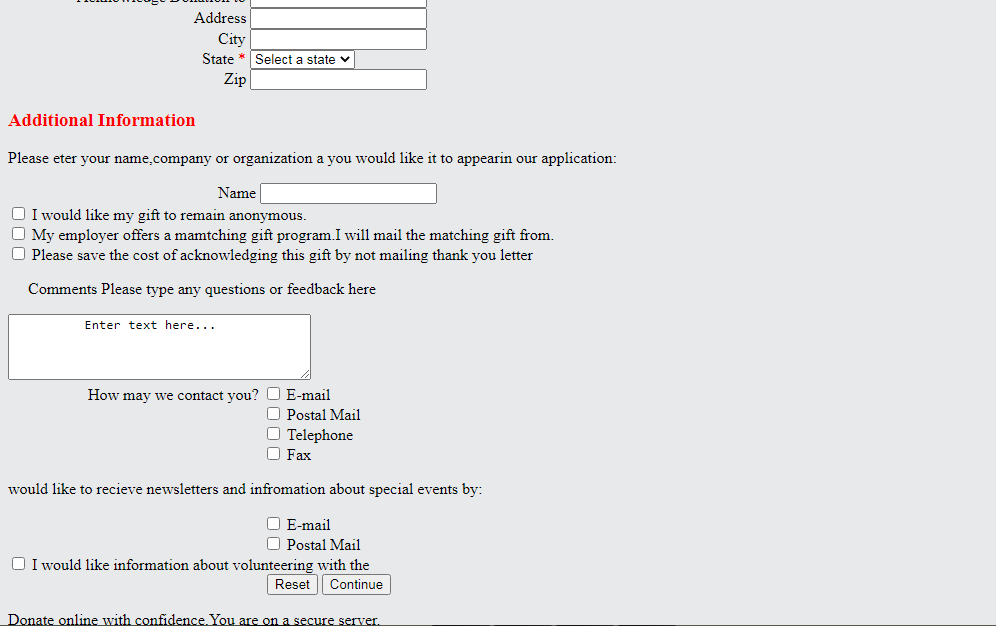 Acknowledge Donation to
Address
City
State * Select a state
Zip
Additional Information
Please eter your name,company or organization a you would like it to appearin our application:
Name
I would like my gift to remain anonymous.
My employer offers a mamtching gift program.I will mail the matching gift from.
Please save the cost of acknowledging this gift by not mailing thank you letter
Comments Please type any questions or feedback here
Enter text here...
How may we contact you? E-mail
Postal Mail
Telephone
Fax
would like to recieve newsletters and infromation about special events by:
E-mail
Postal Mail
I would like information about volunteering with the
Reset Continue
Donate online with confidence.You are on a secure server.